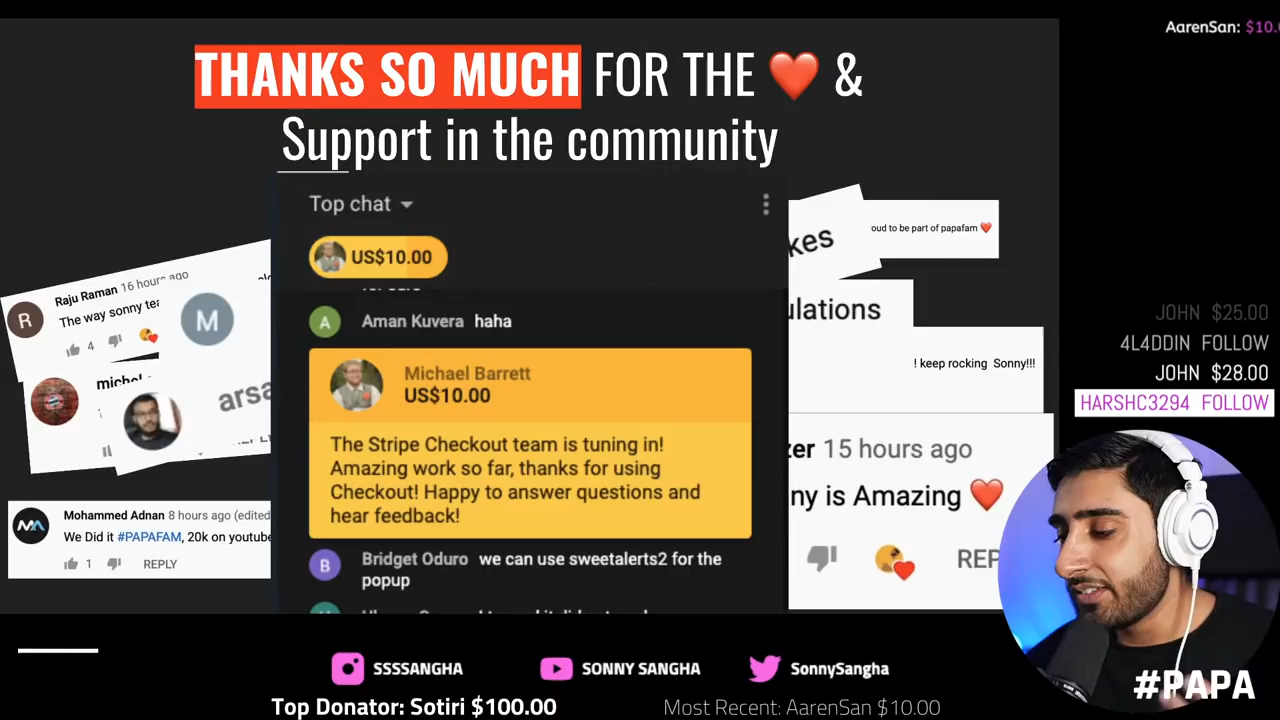 AarenSan: $10.
THANKS SO MUCH FOR THE ❤️ &
Support in the community
Top chat
US$10.00
Aman Kuvera haha
Michael Barrett
US$10.00
The Stripe Checkout team is tuning in!
Amazing work so far, thanks for using
Checkout! Happy to answer questions and
hear feedback!
Bridget Oduro we can use sweetalerts2 for the
popup
R
Raju Raman 16 hours ago
The way sonny tea
4
M
michel
arsa
MA
Mohammed Adnan 8 hours ago (edited
We Did it #PAPAFAM, 20k on youtube
1 REPLY
A
B
kes
oud to be part of papafam ❤️
ulations
! keep rocking Sonny!!!
zer 15 hours ago
ny is Amazing ❤️
REP
JOHN $25.00
4L4DDIN FOLLOW
JOHN $28.00
HARSHC3294 FOLLOW
#PAPA
SSSSANGHA
SONNY SANGHA
SonnySangha
Top Donator: Sotiri $100.00
Most Recent: AarenSan $10.00